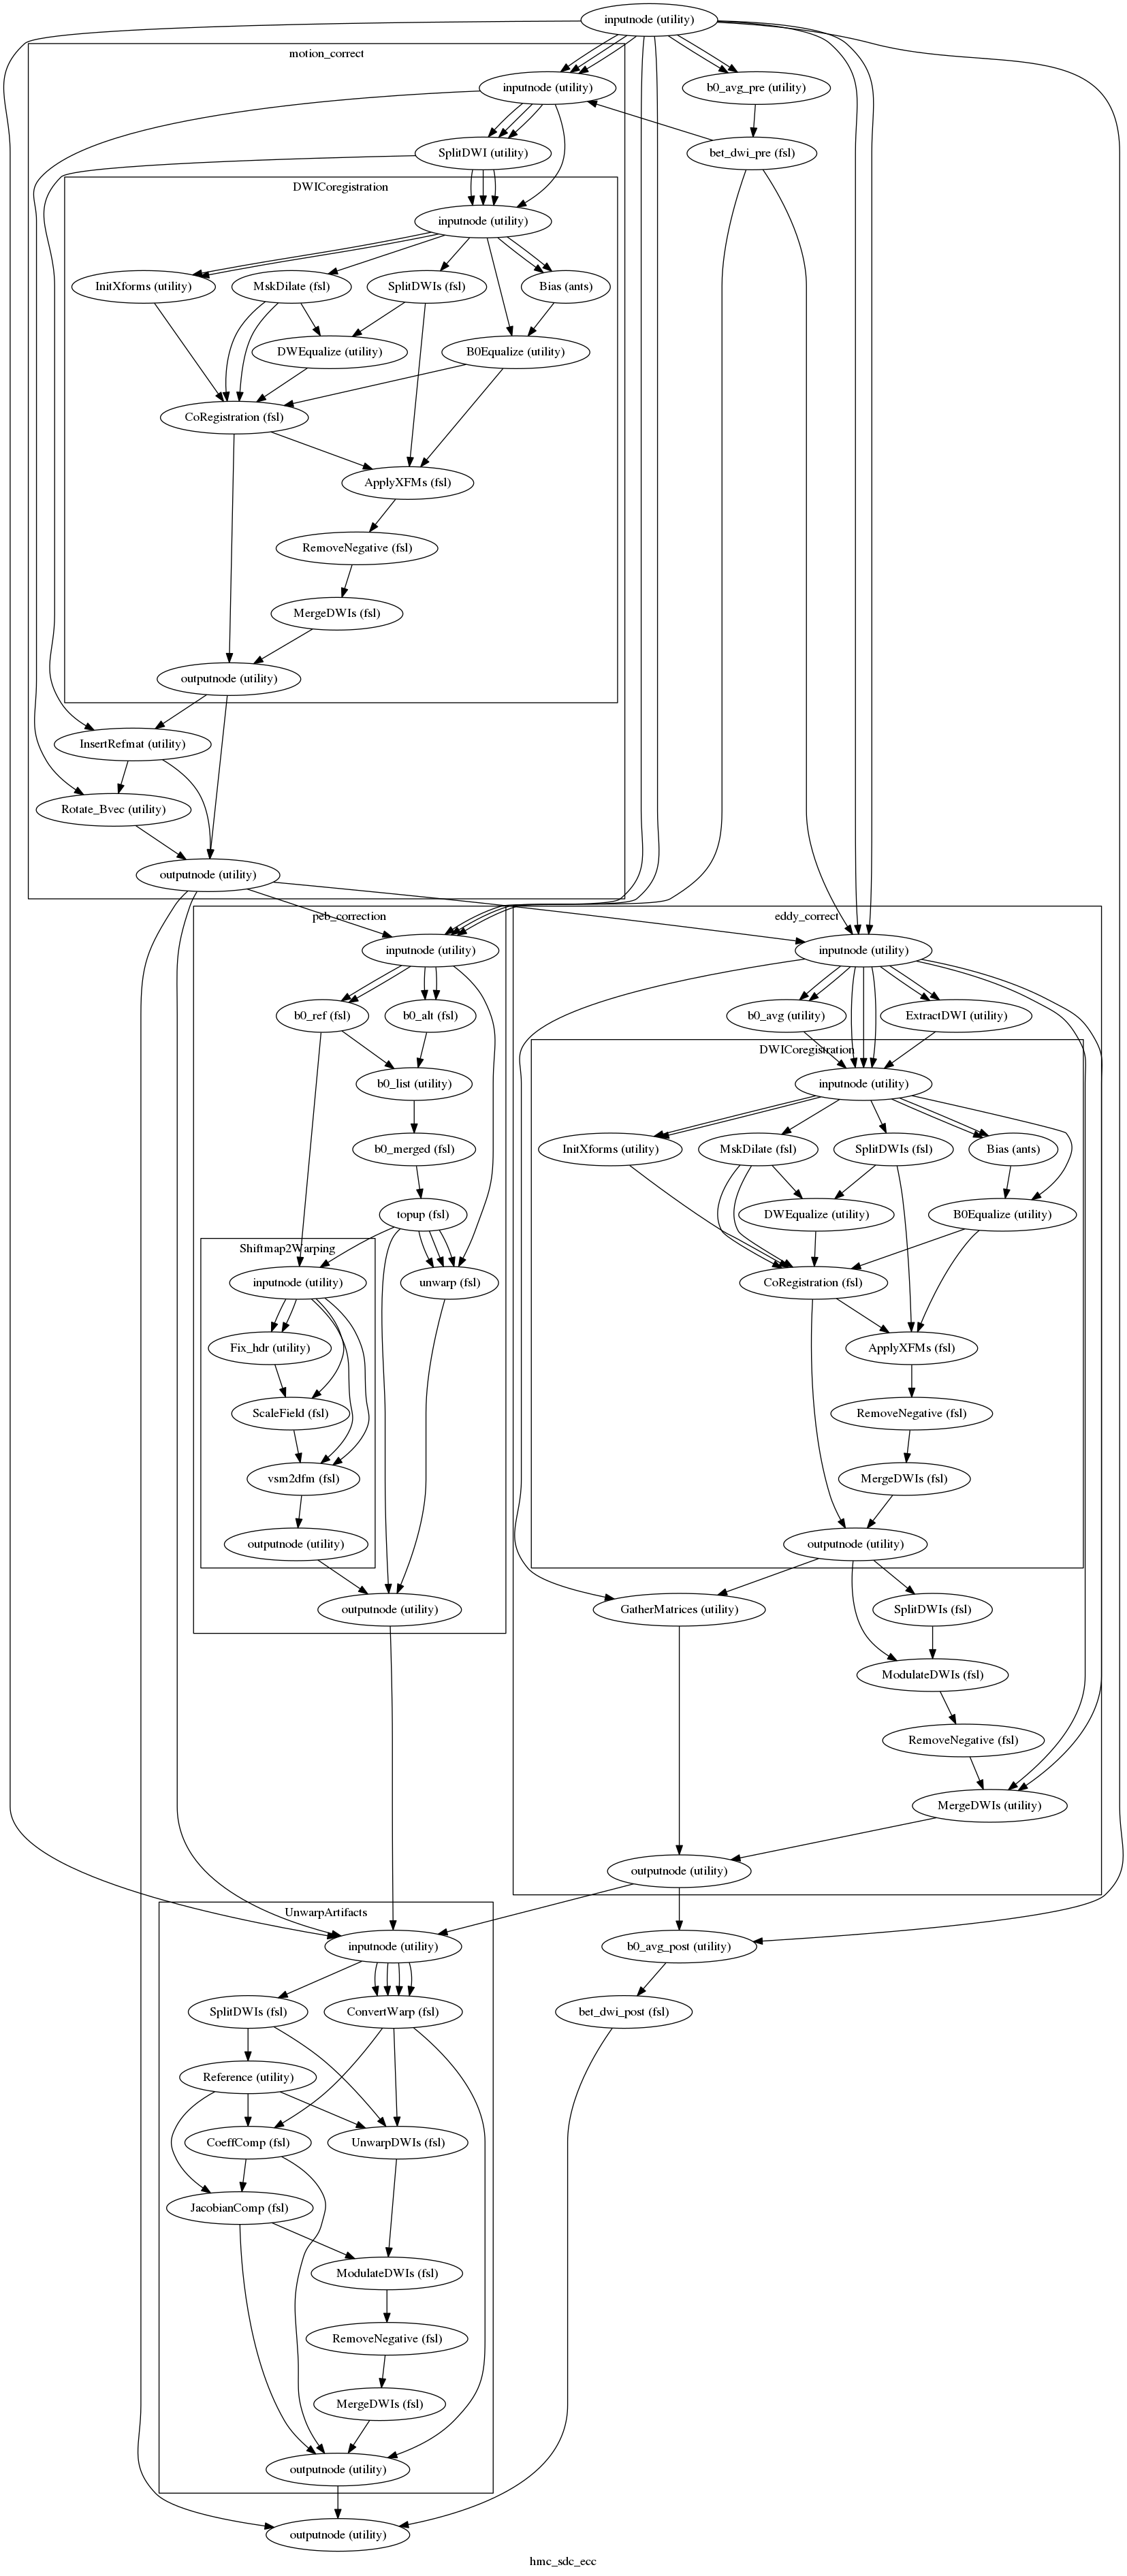 inputnode (utility)
motion_correct
inputnode (utility)
b0_avg_pre (utility)
SplitDWI (utility)
bet_dwi_pre (fsl)
DWICoregistration
inputnode (utility)
InitXforms (utility)
MskDilate (fsl)
SplitDWIs (fsl)
Bias (ants)
DWEqualize (utility)
B0Equalize (utility)
CoRegistration (fsl)
ApplyXFMs (fsl)
RemoveNegative (fsl)
MergeDWIs (fsl)
outputnode (utility)
InsertRefmat (utility)
Rotate_Bvec (utility)
outputnode (utility)
peb_correction
inputnode (utility)
b0_ref (fsl)
b0_alt (fsl)
b0_list (utility)
b0_merged (fsl)
topup (fsl)
Shiftmap2Warping
inputnode (utility)
unwarp (fsl)
Fix_hdr (utility)
ScaleField (fsl)
vsm2dfm (fsl)
outputnode (utility)
outputnode (utility)
eddy_correct
inputnode (utility)
b0_avg (utility)
ExtractDWI (utility)
DWICoregistration
inputnode (utility)
InitXforms (utility)
MskDilate (fsl)
SplitDWIs (fsl)
Bias (ants)
DWEqualize (utility)
B0Equalize (utility)
CoRegistration (fsl)
ApplyXFMs (fsl)
RemoveNegative (fsl)
MergeDWIs (fsl)
outputnode (utility)
GatherMatrices (utility)
SplitDWIs (fsl)
ModulateDWIs (fsl)
RemoveNegative (fsl)
MergeDWIs (utility)
outputnode (utility)
UnwarpArtifacts
inputnode (utility)
b0_avg_post (utility)
SplitDWIs (fsl)
ConvertWarp (fsl)
bet_dwi_post (fsl)
Reference (utility)
CoeffComp (fsl)
UnwarpDWIs (fsl)
JacobianComp (fsl)
ModulateDWIs (fsl)
RemoveNegative (fsl)
MergeDWIs (fsl)
outputnode (utility)
outputnode (utility)
hmc_sdc_ecc